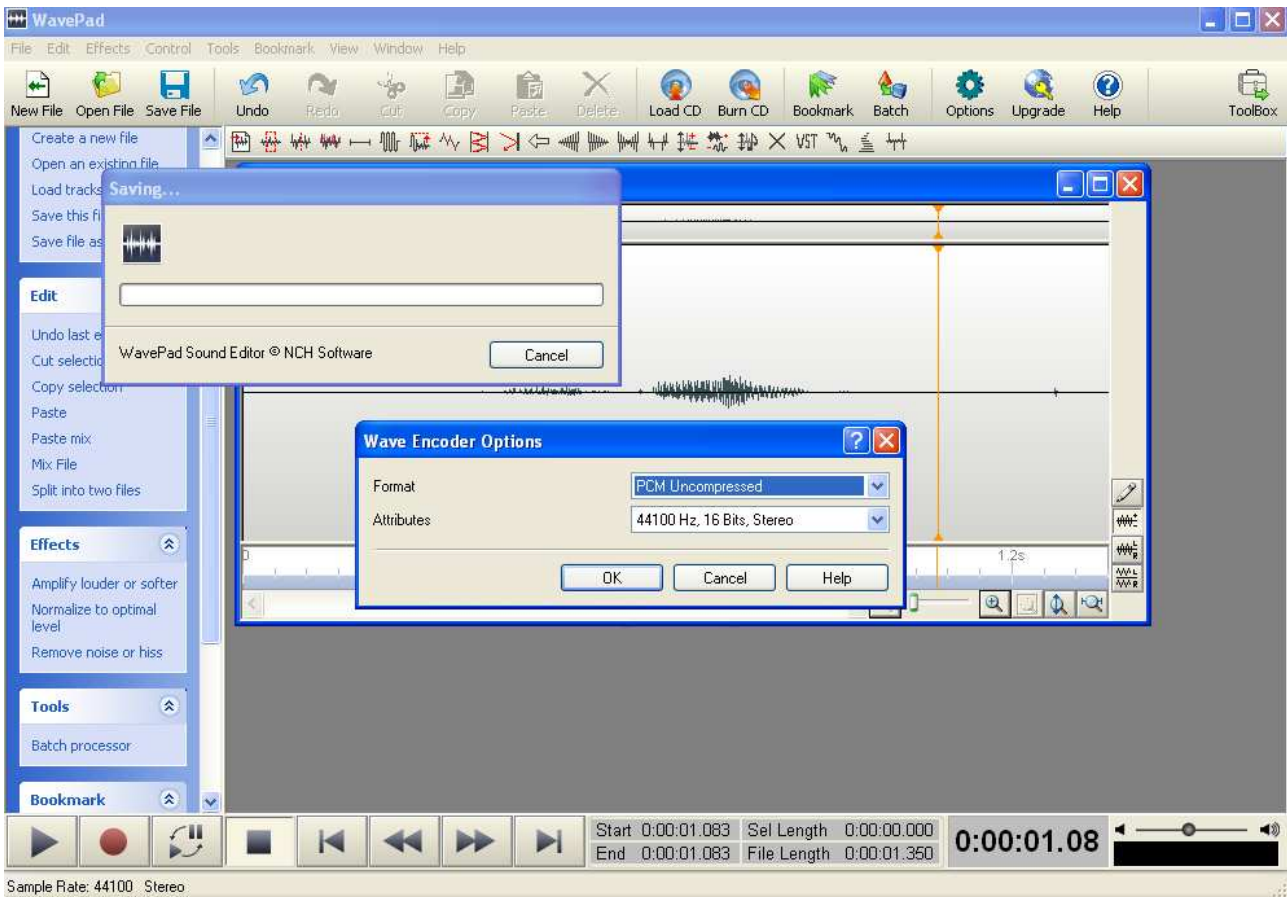 WavePad
File Edit Effects Control Tools Bookmark View Window Help
New File Open File Save File Undo Redo Cut Copy Paste Delete Load CD Burn CD Bookmark Batch Options Upgrade Help ToolBox
VST
Create a new file
Open an existing file
Load tracks
Save this fi
Save file as
Edit
Undo last e
Cut selectio
Copy selection
Paste
Paste mix
Mix File
Split into two files
Effects
Amplify louder or softer
Normalize to optimal
level
Remove noise or hiss
Tools
Batch processor
Bookmark
Saving...
WavePad Sound Editor © NCH Software
Cancel
Wave Encoder Options
Format PCM Uncompressed
Attributes 44100 Hz, 16 Bits, Stereo
OK Cancel Help
0 1.2s
L
R
L
R
Start 0:00:01.083 Sel Length 0:00:00.000
End 0:00:01.083 File Length 0:00:01.350
0:00:01.08
Sample Rate: 44100 Stereo